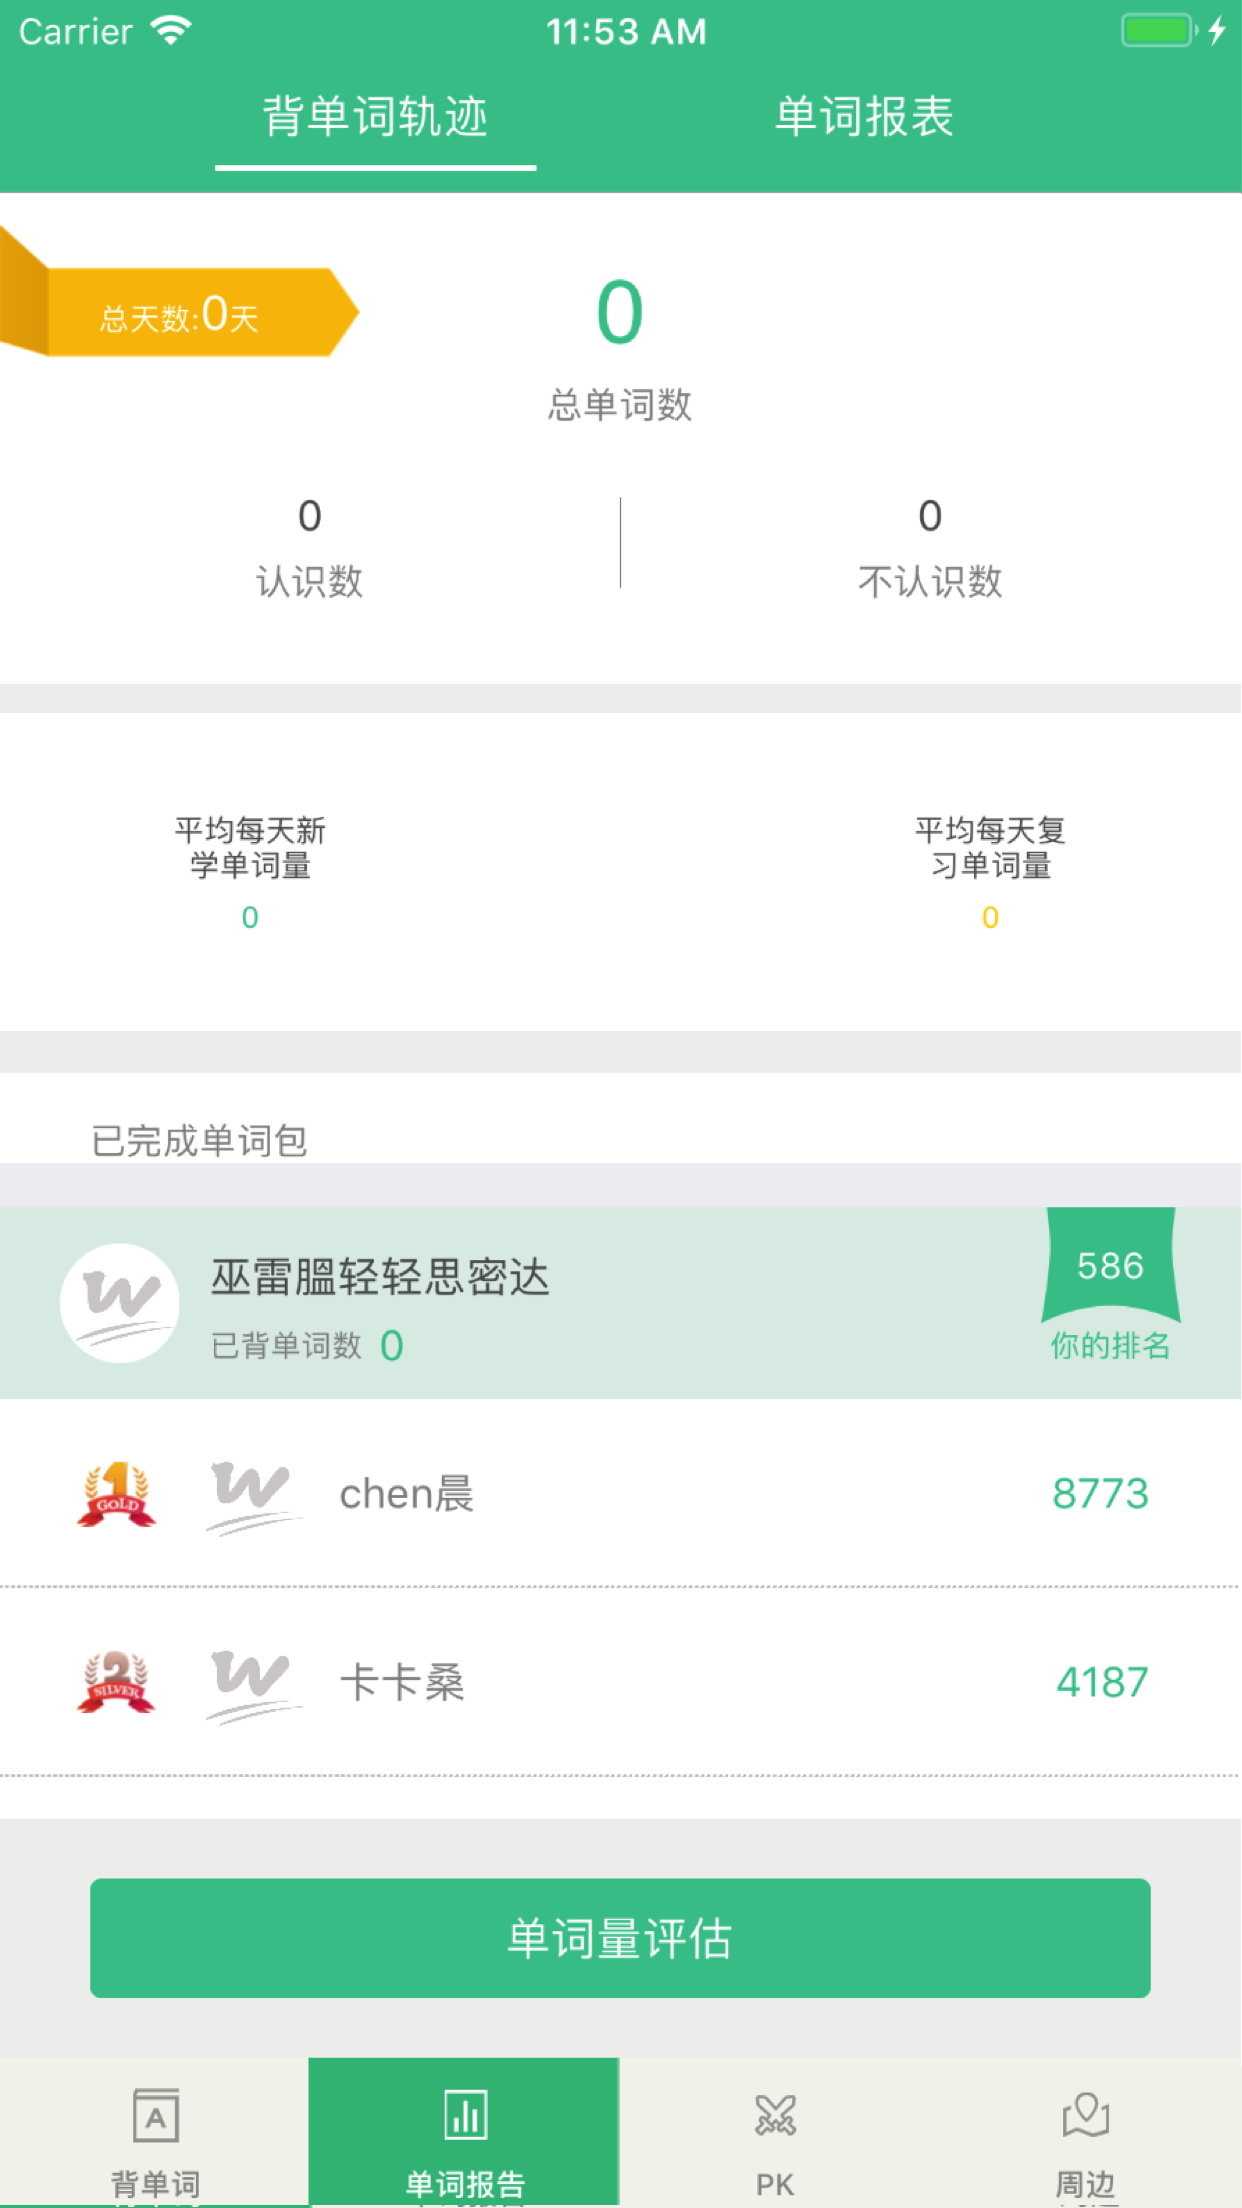 Carrier 11:53 AM
背单词轨迹 单词报表
总天数:0天
0
总单词数
0 0
认识数 不认识数
平均每天新 平均每天复
学单词量 习单词量
0 0
已完成单词包
巫雷腽轻轻思密达 586
已背单词数 0 你的排名
1 GOLD W chen晨 8773
2 SILVER W 卡卡桑 4187
单词量评估
A
背单词 单词报告 PK 周边